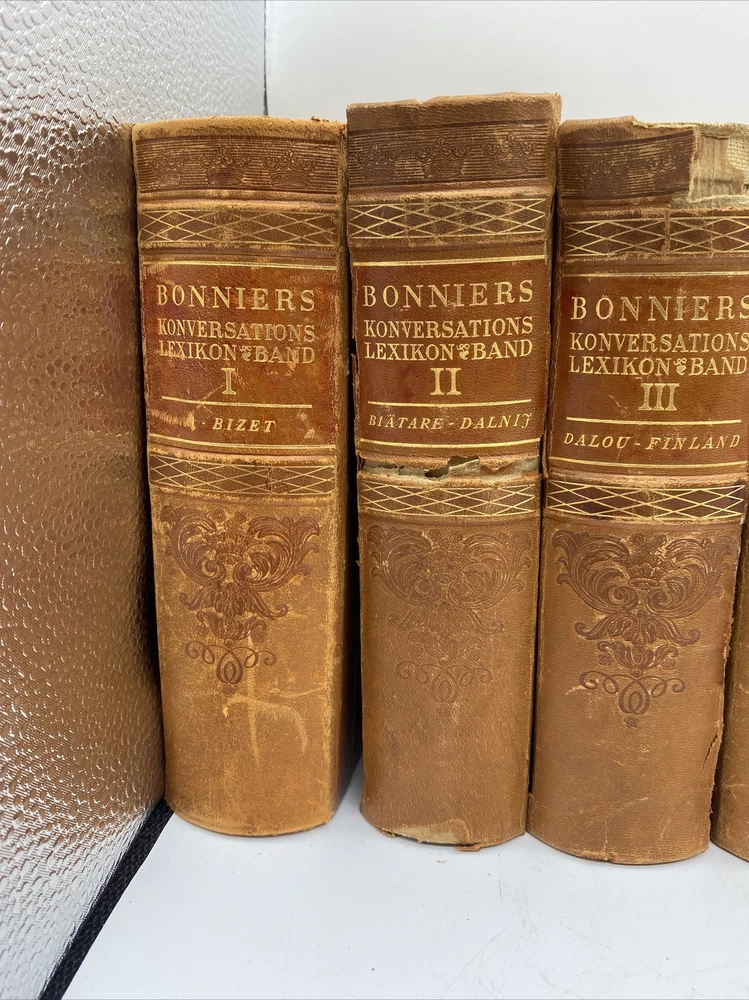 BONNIERS
KONVERSATIONS
LEXIKON BAND
I
- BIZET
BONNIERS
KONVERSATIONS
LEXIKON BAND
II
BIÄTARE - DALNIJ
BONNIERS
KONVERSATIONS
LEXIKON BAND
III
DALOU - FINLAND